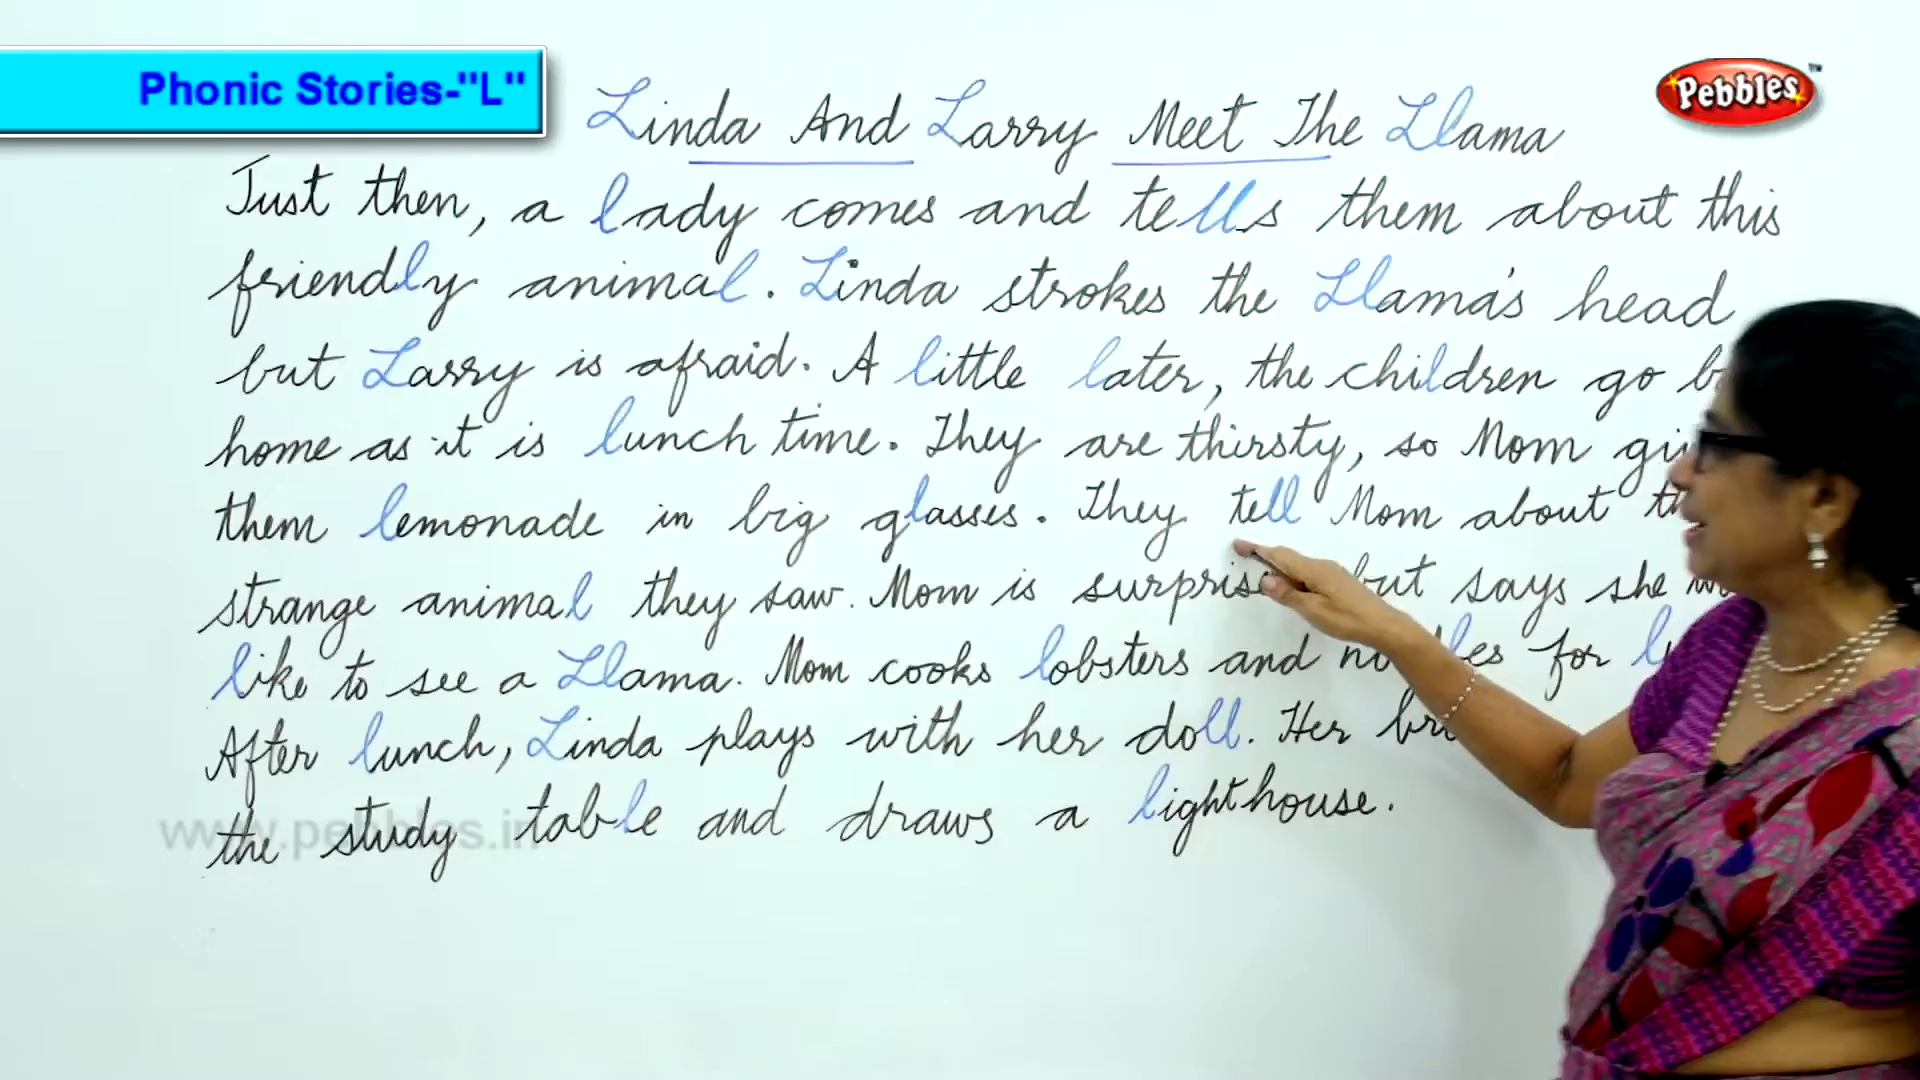 Phonic Stories-"L"
Pebbles™
Linda And Larry Meet The Llama
Just then, a lady comes and tells them about this
friendly animal. Linda strokes the Llama's head
but Larry is afraid. A little later, the children go
home as it is lunch time. They are thirsty, so Mom
them lemonade in big glasses. They tell Mom about
strange animal they saw. Mom is but says she
like to see a Llama. Mom cooks lobsters and for
After lunch, Linda plays with her doll. Her
the study table and draws a lighthouse.
www.pebbles.in